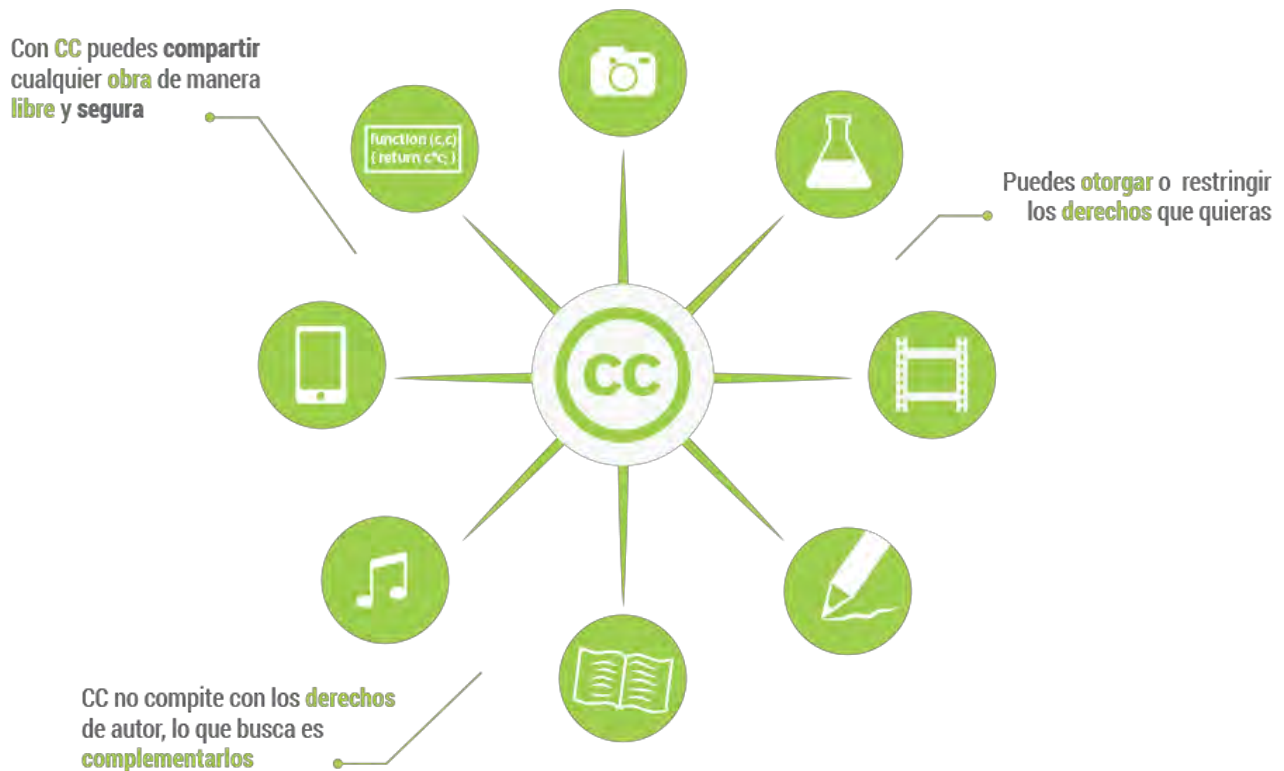 Con CC puedes compartir
cualquier obra de manera
libre y segura
function (c,c)
{ return c*c; }
Puedes otorgar o restringir
los derechos que quieras
CC
CC no compite con los derechos
de autor, lo que busca es
complementarlos